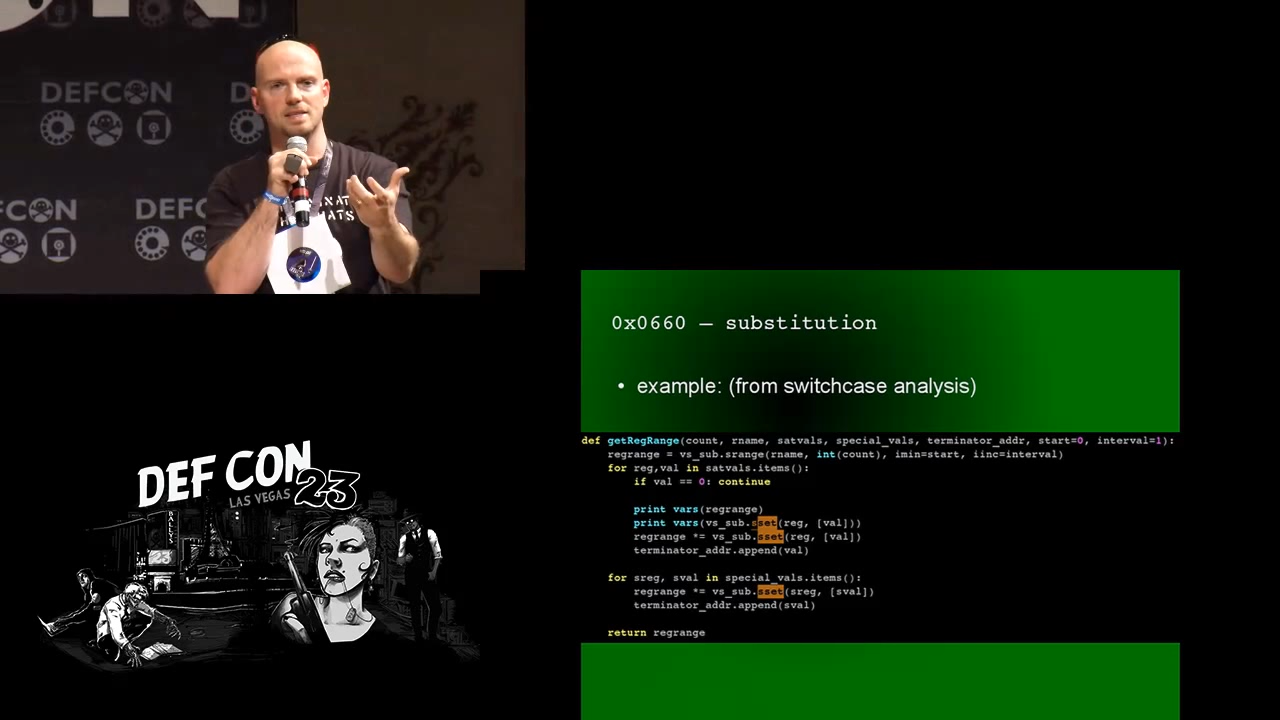 DEFCON
DEFCON
DEF CON 23
LAS VEGAS
BALLYS
0x0660 – substitution
• example: (from switchcase analysis)
def getRegRange(count, rname, satvals, special_vals, terminator_addr, start=0, interval=1):
    regrange = vs_sub.srange(rname, int(count), imin=start, iinc=interval)
    for reg,val in satvals.items():
        if val == 0: continue
        print vars(regrange)
        print vars(vs_sub.sset(reg, [val]))
        regrange *= vs_sub.sset(reg, [val])
        terminator_addr.append(val)
    for sreg, sval in special_vals.items():
        regrange *= vs_sub.sset(sreg, [sval])
        terminator_addr.append(sval)
    return regrange